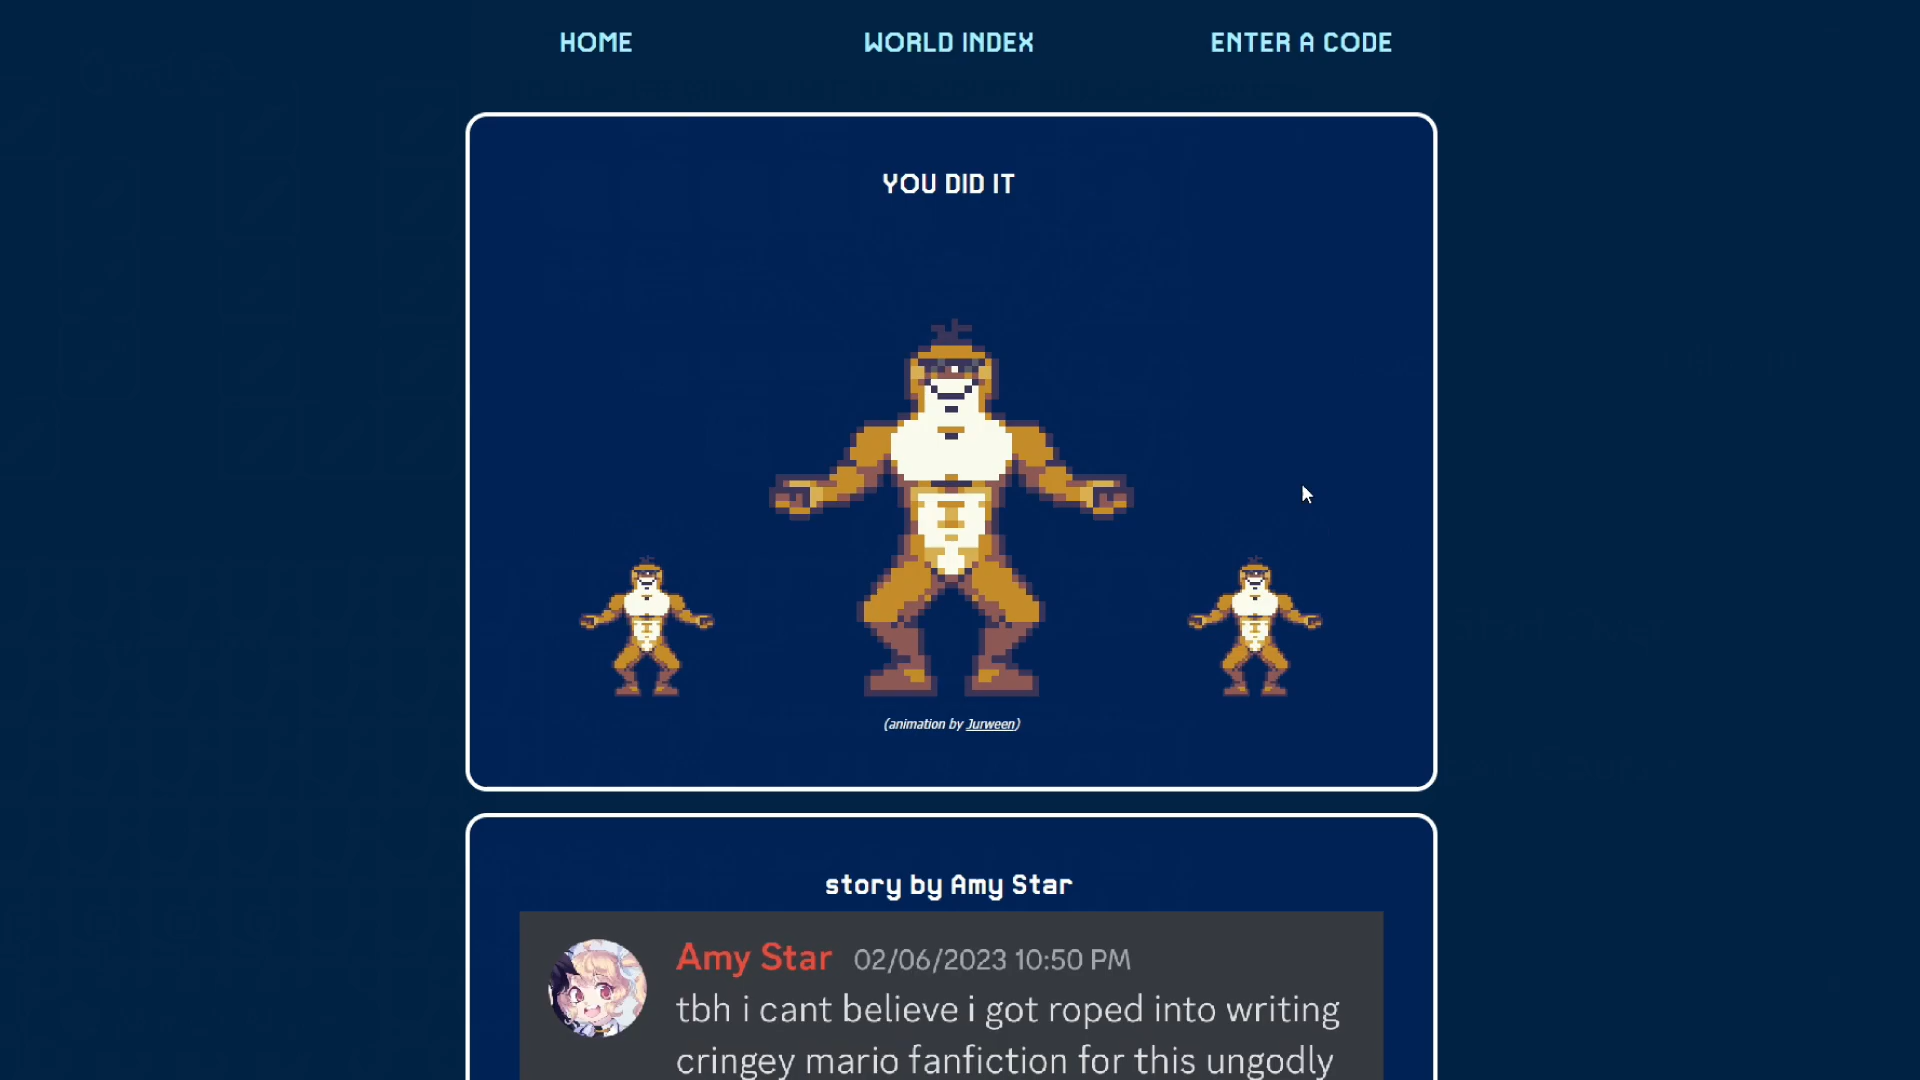 HOME WORLD INDEX ENTER A CODE
YOU DID IT
(animation by Jurween)
story by Amy Star
Amy Star 02/06/2023 10:50 PM
tbh i cant believe i got roped into writing
cringey mario fanfiction for this ungodly